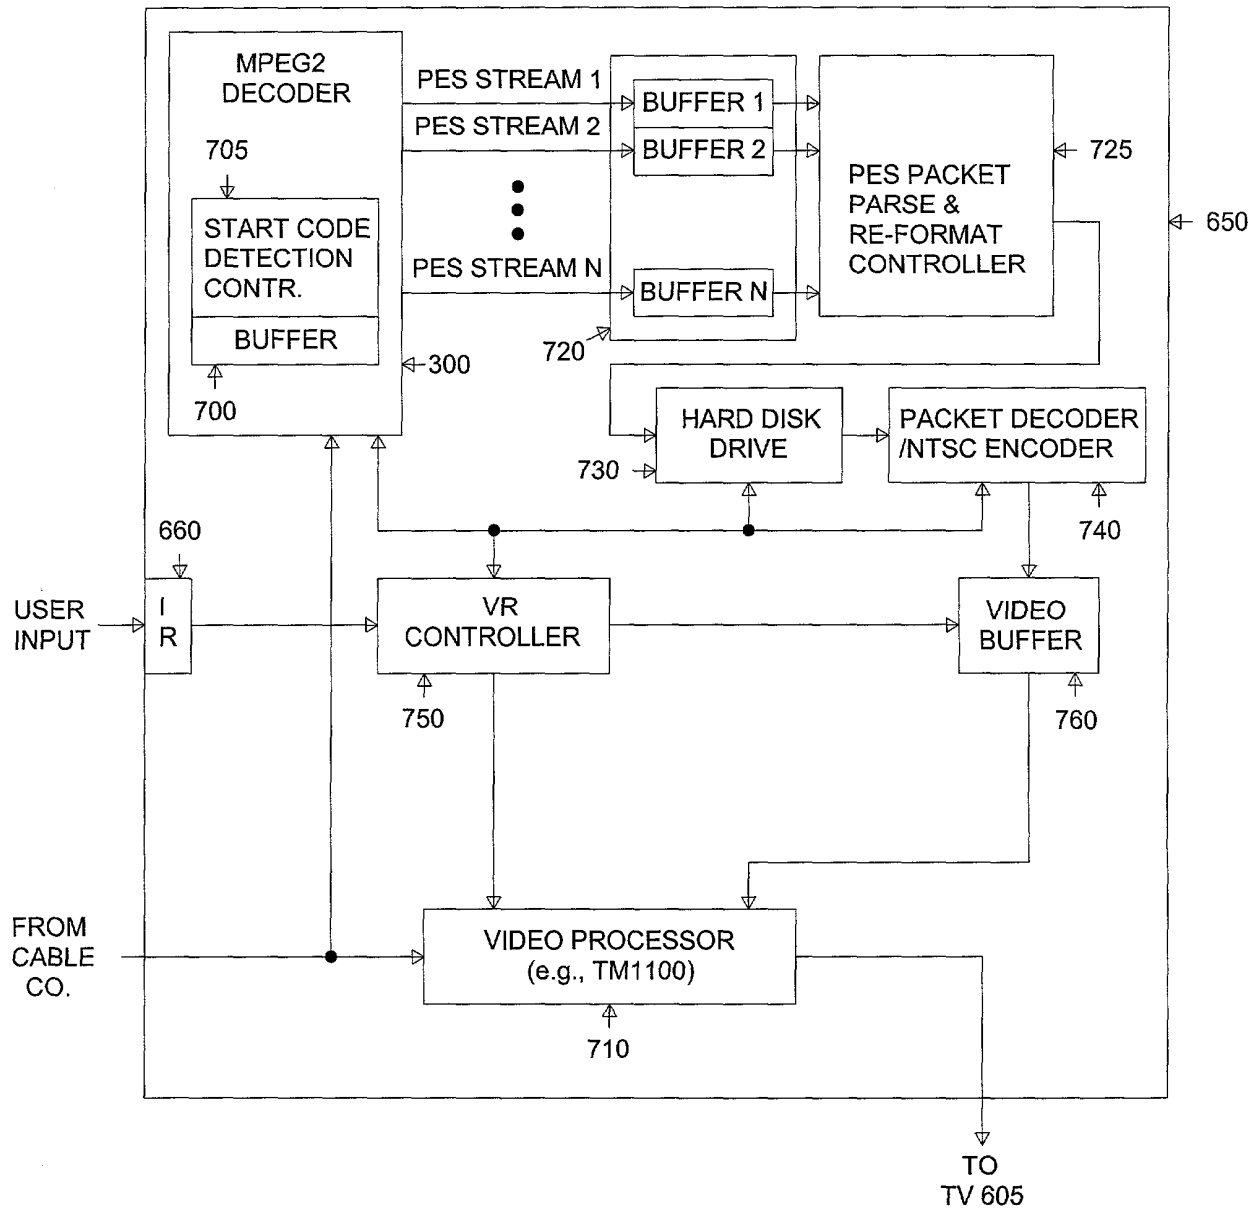 MPEG2
DECODER
PES STREAM 1
BUFFER 1
PES STREAM 2
BUFFER 2
705
725
PES PACKET
PARSE &
RE-FORMAT
CONTROLLER
650
START CODE
DETECTION
CONTR.
PES STREAM N
BUFFER N
BUFFER
720
300
700
HARD DISK
DRIVE
PACKET DECODER
/NTSC ENCODER
730
740
660
USER
INPUT
I
R
VR
CONTROLLER
VIDEO
BUFFER
750
760
FROM
CABLE
CO.
VIDEO PROCESSOR
(e.g., TM1100)
710
TO
TV 605